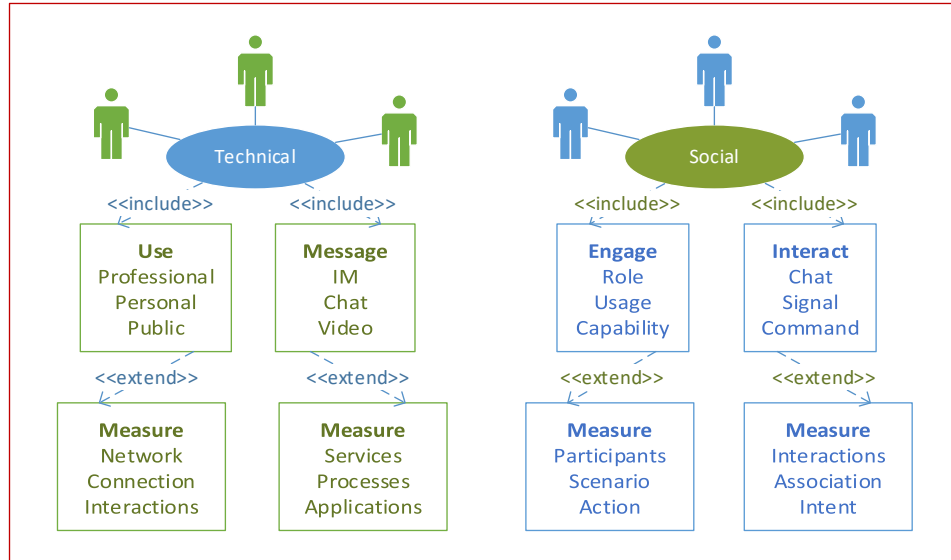 Technical
<<include>>
<<include>>
Use
Professional
Personal
Public
Message
IM
Chat
Video
<<extend>>
<<extend>>
Measure
Network
Connection
Interactions
Measure
Services
Processes
Applications
Social
<<include>>
<<include>>
Engage
Role
Usage
Capability
Interact
Chat
Signal
Command
<<extend>>
<<extend>>
Measure
Participants
Scenario
Action
Measure
Interactions
Association
Intent